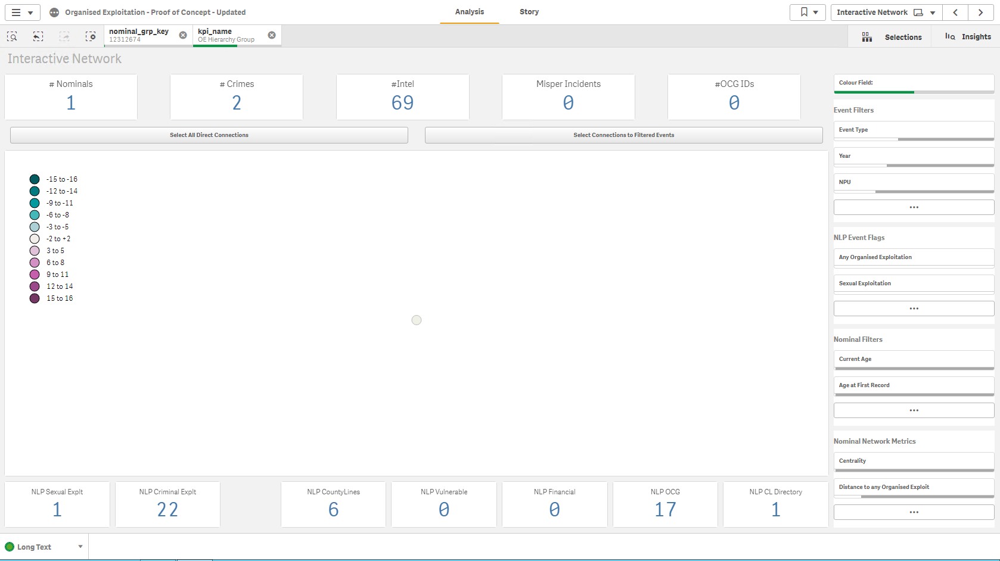 Organised Exploitation - Proof of Concept - Updated
Analysis
Story
Interactive Network
nominal_grp_key
12312674
kpi_name
OE Hierarchy Group
Selections
Insights
Interactive Network
# Nominals
1
# Crimes
2
#Intel
69
Misper Incidents
0
#OCG IDs
0
Select All Direct Connections
Select Connections to Filtered Events
-15 to -16
-12 to -14
-9 to -11
-6 to -8
-3 to -5
-2 to +2
3 to 5
6 to 8
9 to 11
12 to 14
15 to 16
Colour Field:
Event Filters
Event Type
Year
NPU
NLP Event Flags
Any Organised Exploitation
Sexual Exploitation
Nominal Filters
Current Age
Age at First Record
Nominal Network Metrics
Centrality
Distance to any Organised Exploit
NLP Sexual Explt
1
NLP Criminal Explt
22
NLP CountyLines
6
NLP Vulnerable
0
NLP Financial
0
NLP OCG
17
NLP CL Directory
1
Long Text